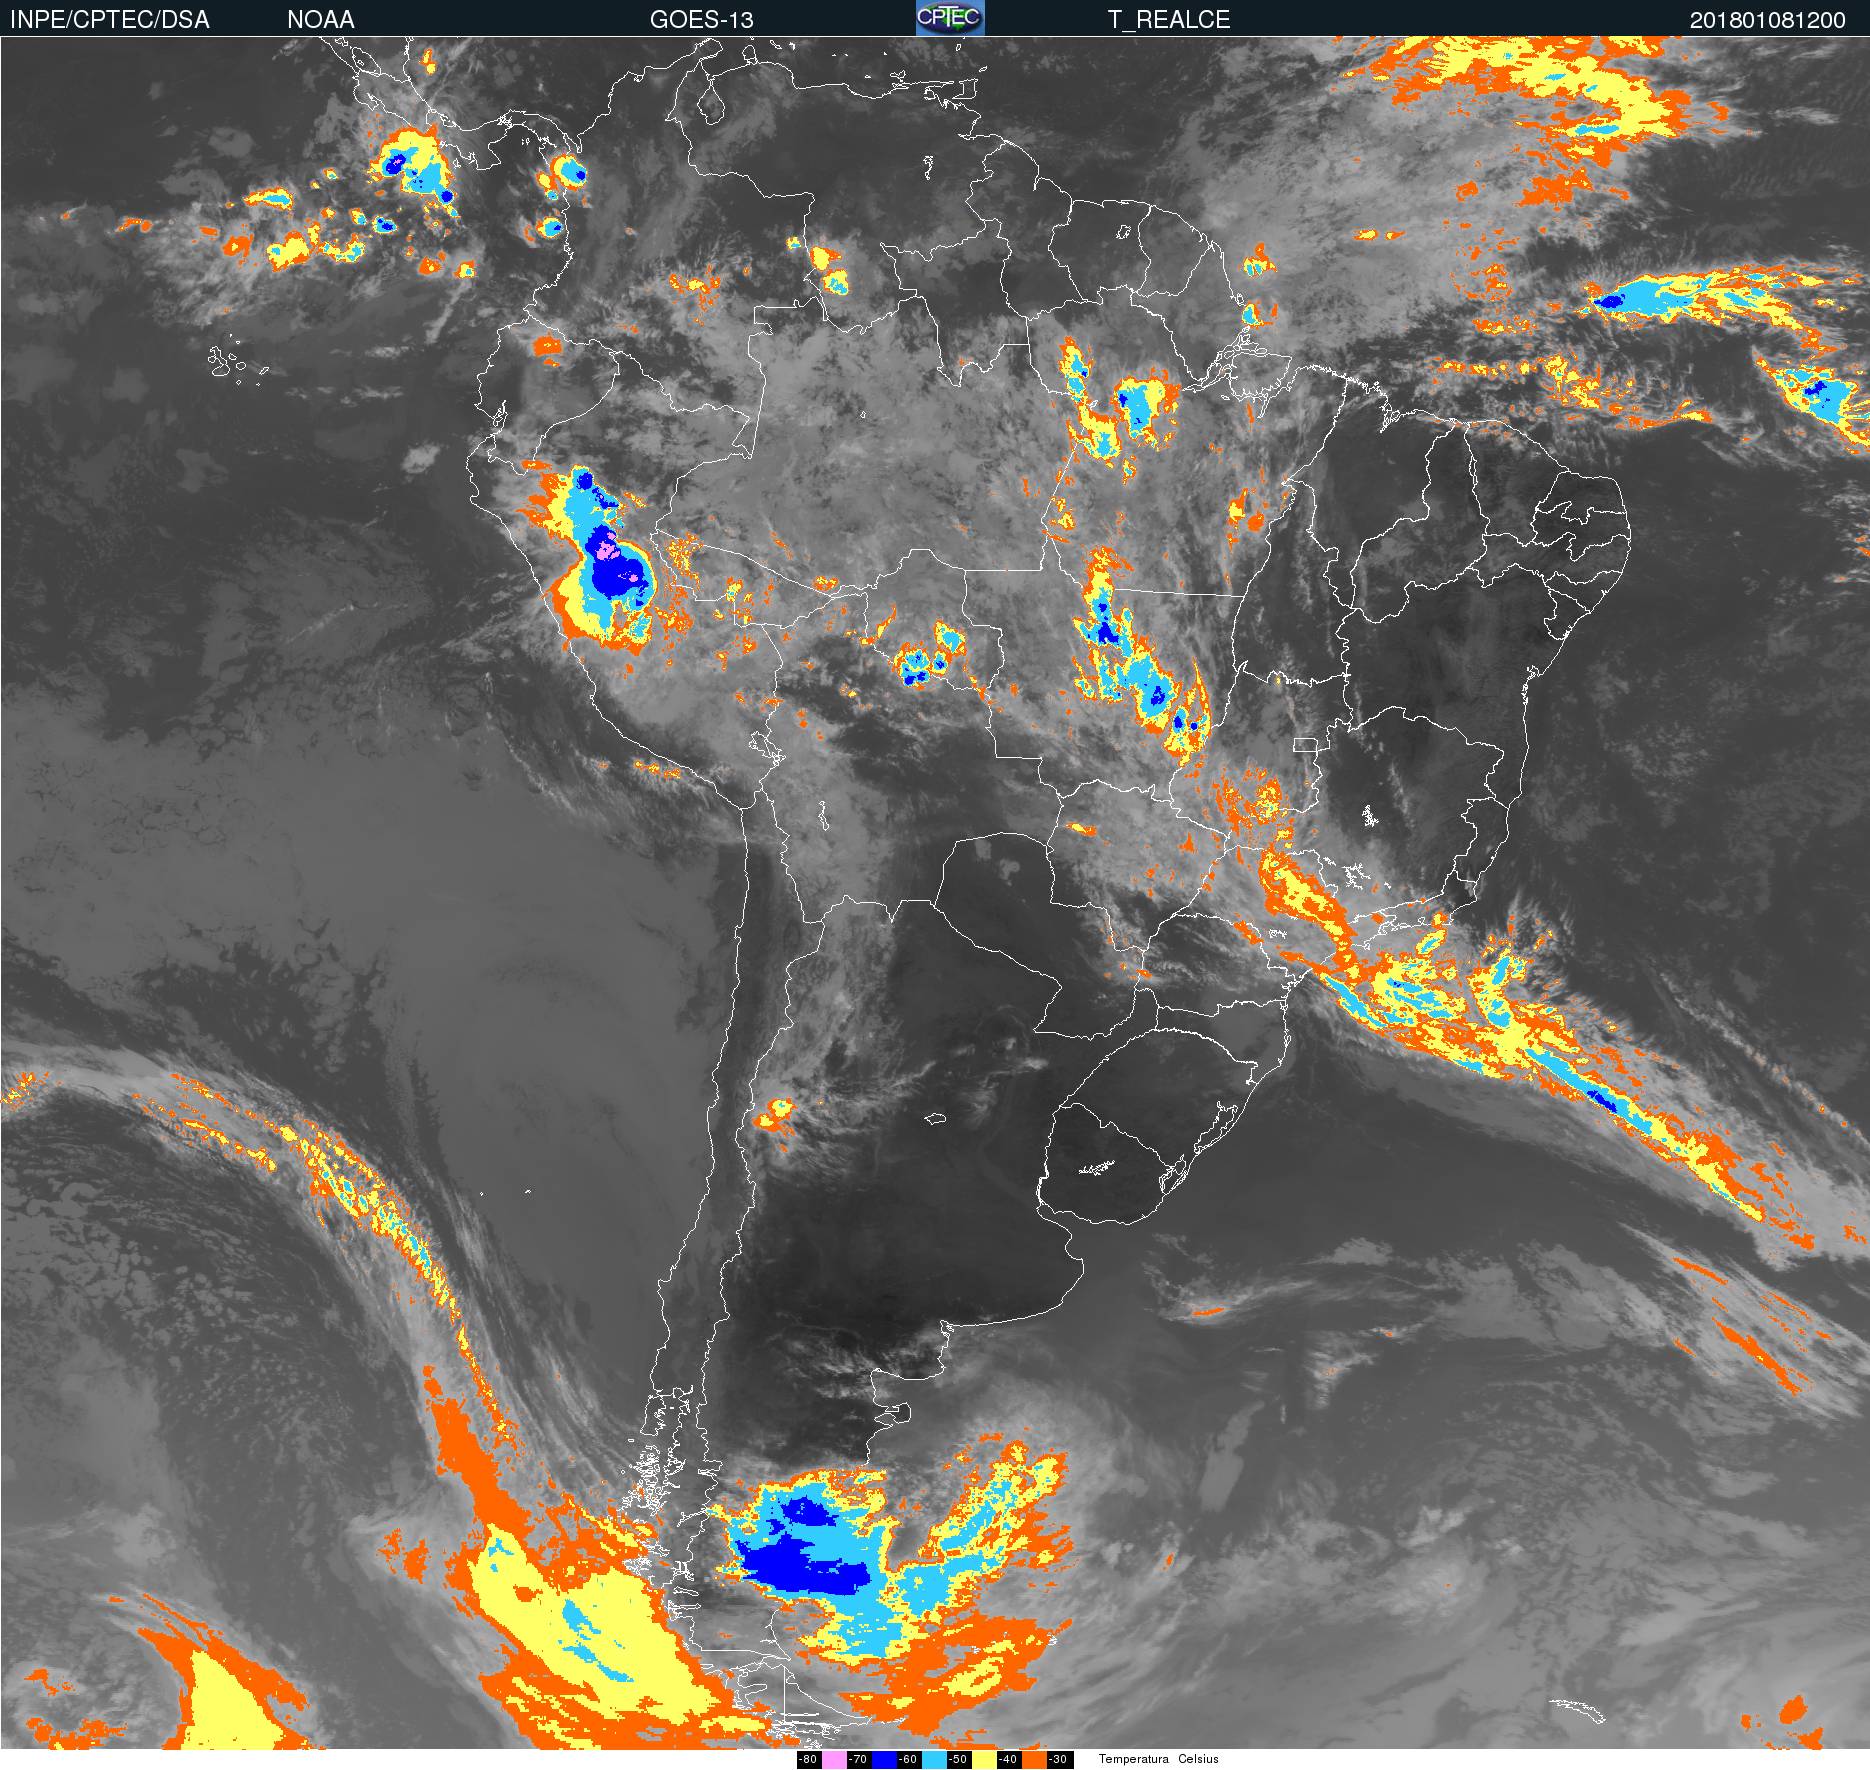 INPE/CPTEC/DSA NOAA GOES-13 CPTEC T_REALCE 201801081200
-80 -70 -60 -50 -40 -30 Temperatura Celsius